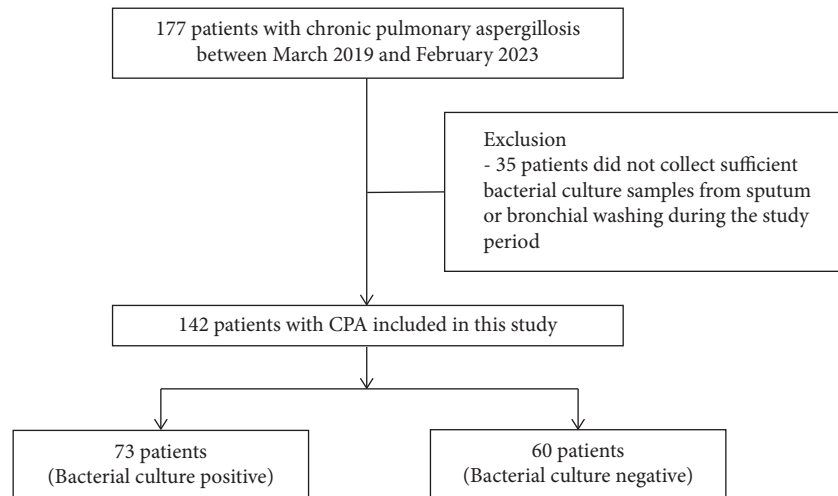 177 patients with chronic pulmonary aspergillosis
between March 2019 and February 2023
Exclusion
- 35 patients did not collect sufficient
bacterial culture samples from sputum
or bronchial washing during the study
period
142 patients with CPA included in this study
73 patients
(Bacterial culture positive)
60 patients
(Bacterial culture negative)